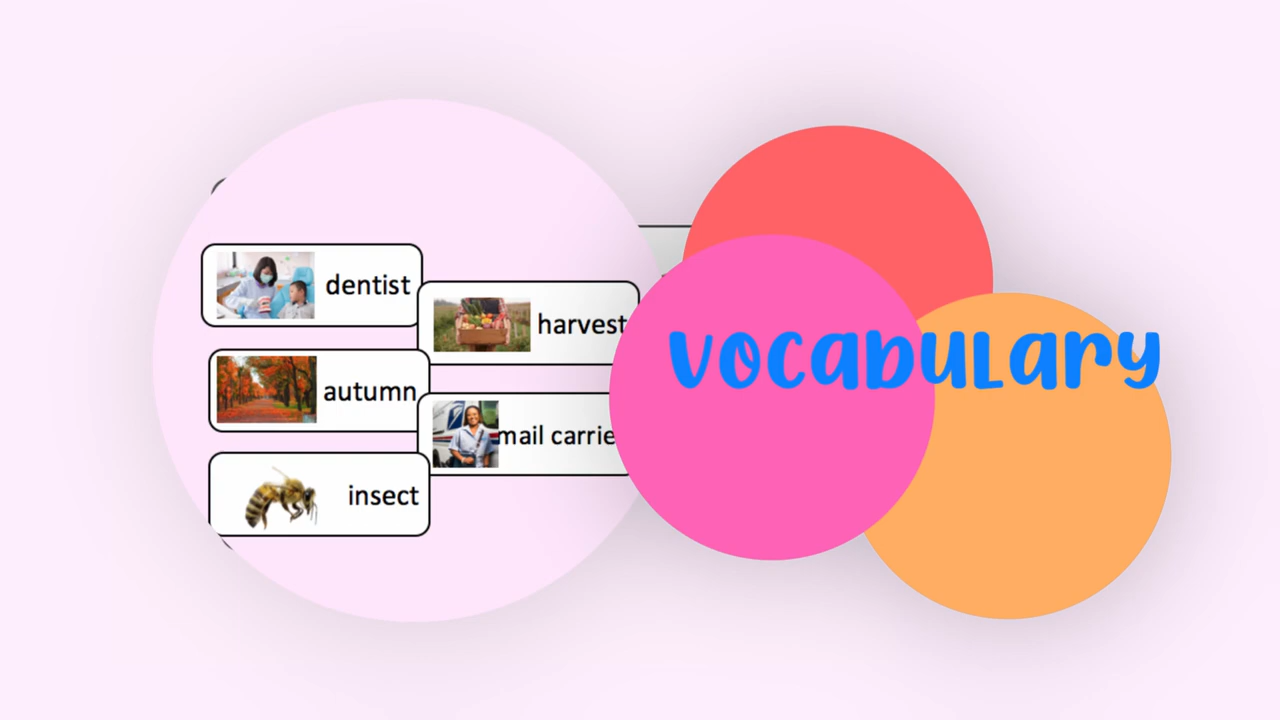 dentist
harvest
autumn
mail carrie
insect
vocabulary